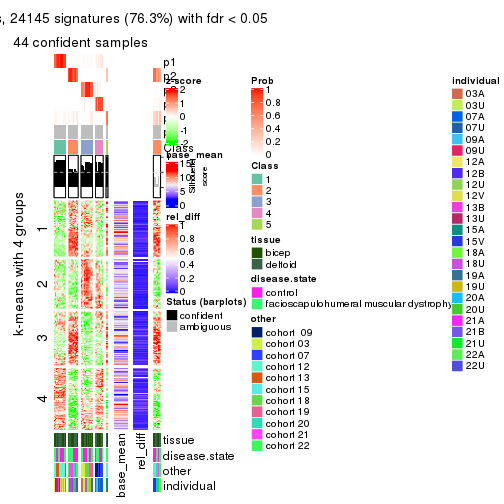 s, 24145 signatures (76.3%) with fdr < 0.05
44 confident samples
p1
p2
z-score
2
1
0
-1
-2
Class
base_mean
15
10
5
0
silhouette
score
rel_diff
1
0.8
0.6
0.4
0.2
0
Status (barplots)
confident
ambiguous
k-means with 4 groups
1
2
3
4
tissue
disease.state
other
individual
base_mean
rel_diff
Prob
1
0.8
0.6
0.4
0.2
0
Class
1
2
3
4
5
tissue
bicep
deltoid
disease.state
control
facioscapulohumeral muscular dystrophy
other
cohort 09
cohort 03
cohort 07
cohort 12
cohort 13
cohort 15
cohort 18
cohort 19
cohort 20
cohort 21
cohort 22
individual
03A
03U
07A
07U
09A
09U
12A
12B
12U
12V
13B
13U
15A
15V
18A
18U
19A
19U
20A
20U
21A
21B
21U
22A
22U